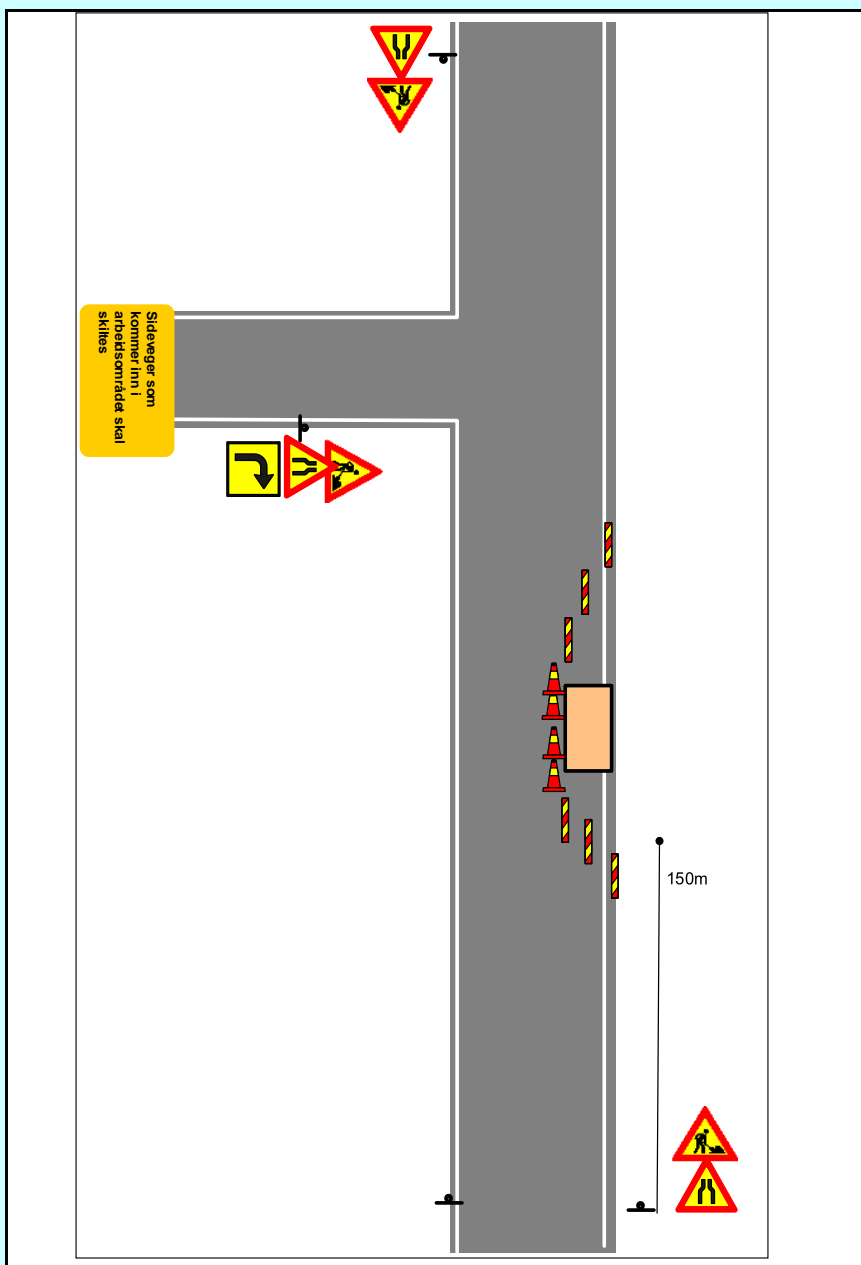 Sideveger som
kommer inn i
arbeidsområdet skal
skiltes
150m